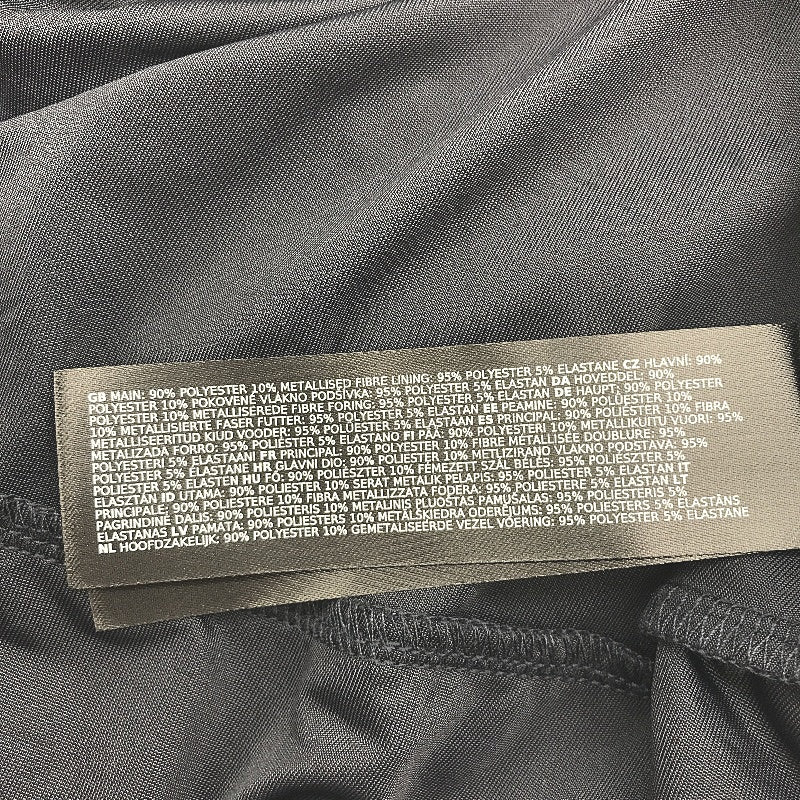 GB MAIN: 90% POLYESTER 10% METALLISED FIBRE LINING: 95% POLYESTER 5% ELASTANE CZ HLAVNÍ: 90%
POLYESTER 10% POKOVENÉ VLAKNO PODŠÍVKA: 95% POLYESTER 5% ELASTAN DA HOVEDDEL: 90%
POLYESTER 10% METALLISEREDE FIBRE FORING: 95% POLYESTER 5% ELASTAN DE HAUPT: 90% POLYESTER
10% METALLISIERTE FASER FUTTER: 95% POLYESTER 5% ELASTAN EE PEAMINE: 90% POLÜESTER 10%
METALLISEERITUD KIUD VOODER: 95% POLÜESTER 5% ELASTAAN ES PRINCIPAL: 90% POLIÉSTER 10% FIBRA
METALIZADA FORRO: 95% POLIÉSTER 5% ELASTANO FI PÄÄ: 90% POLYESTERI 10% METALLIKUITU VUORI: 95%
POLYESTERI 5% ELASTAANI FR PRINCIPAL: 90% POLYESTER 10% FIBRE MÉTALLISÉE DOUBLURE: 95%
POLYESTER 5% ELASTANE HR GLAVNI DIO: 90% POLIESTER 10% METLIZIRANO VLAKNO PODSTAVA: 95%
POLIESTER 5% ELASTEN HU FŐ: 90% POLIÉSZTER 10% FÉMEZETT SZÁL BÉLÉS: 95% POLIÉSZTER 5%
ELASZTÁN ID UTAMA: 90% POLIESTER 10% SERAT METALIK PELAPIS: 95% POLIESTER 5% ELASTAN IT
PRINCIPALE: 90% POLIESTERE 10% FIBRA METALLIZZATA FODERA: 95% POLIESTERE 5% ELASTAN LT
PAGRINDINĖ DALIS: 90% POLIESTERIS 10% METALINIS PLUOŠTAS PAMUŠALAS: 95% POLIESTERIS 5%
ELASTANAS LV PAMATA: 90% POLIESTERS 10% METĀLSKIEDRA ODERĒJUMS: 95% POLIESTERS 5% ELASTĀNS
NL HOOFDZAKELIJK: 90% POLYESTER 10% GEMETALISEERDE VEZEL VOERING: 95% POLYESTER 5% ELASTANE